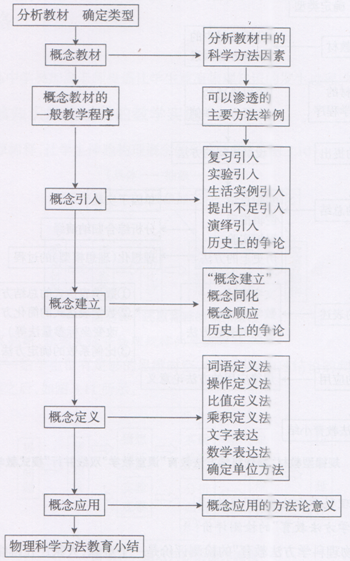 分析教材 确定类型
概念教材
分析教材中的
科学方法因素
概念教材的
一般教学程序
可以渗透的
主要方法举例
概念引入
复习引入
实验引入
生活实例引入
提出不足引入
演绎引入
历史上的争论
概念建立
“概念建立”
概念同化
概念顺应
历史上的争论
概念定义
词语定义法
操作定义法
比值定义法
乘积定义法
文字表达
数学表达法
确定单位方法
概念应用
概念应用的方法论意义
物理科学方法教育小结